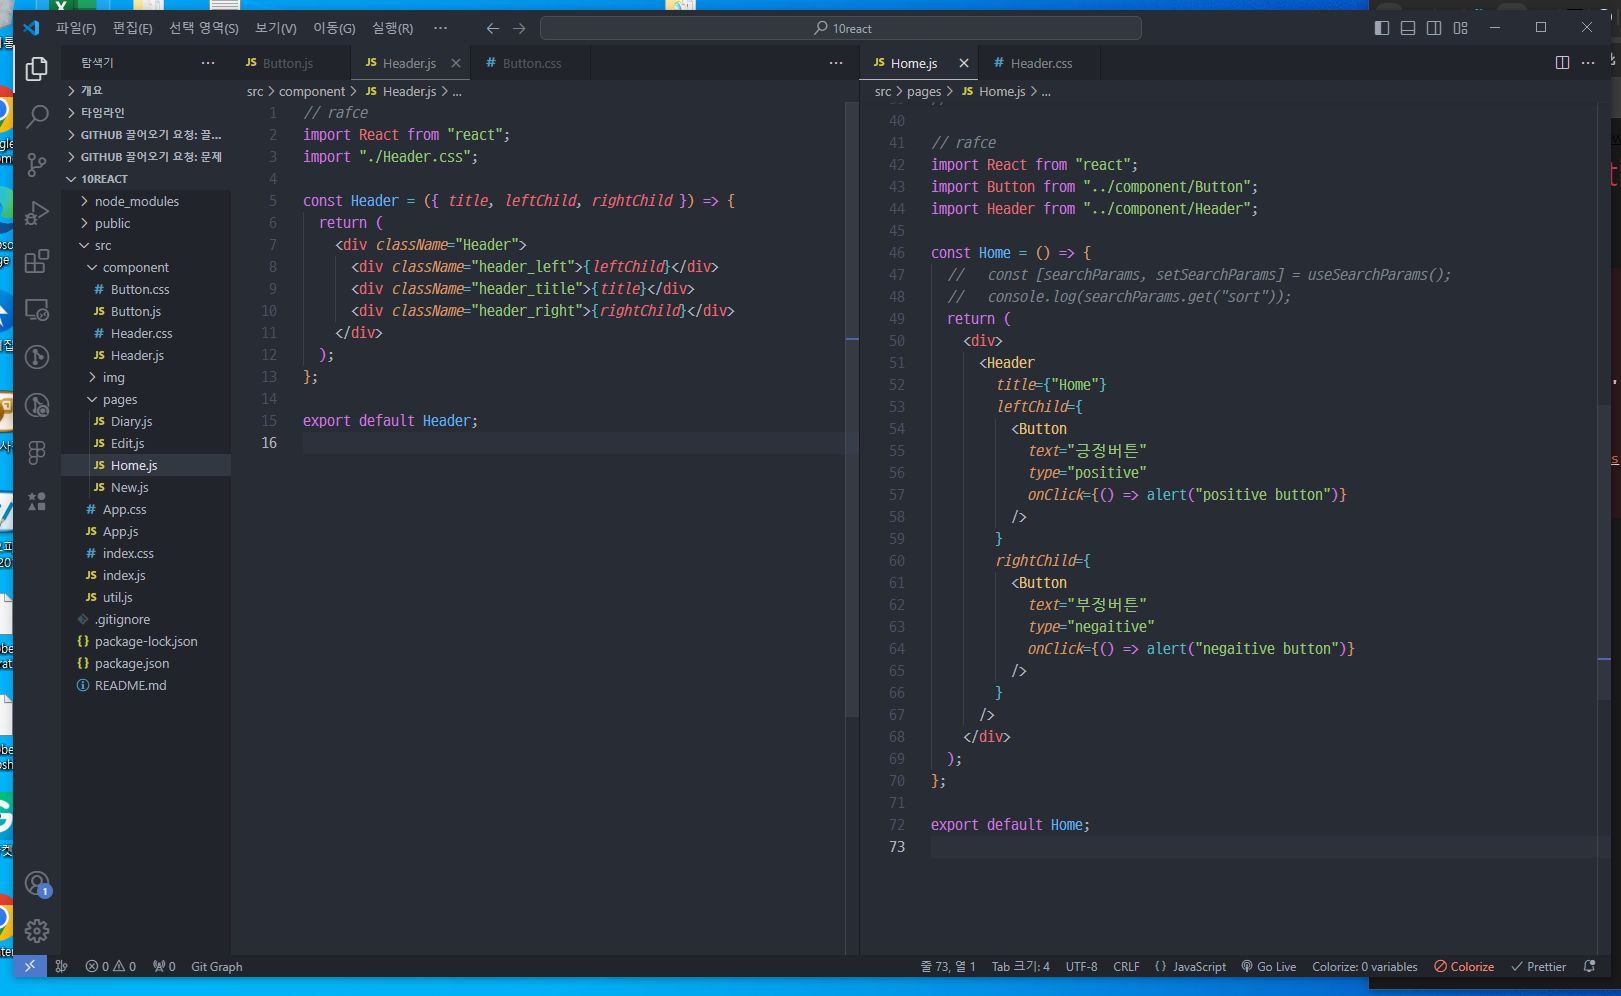 파일(F) 편집(E) 선택 영역(S) 보기(V) 이동(G) 실행(R) ··· 10react
탐색기 ···
개요
타임라인
GITHUB 끌어오기 요청: 끌...
GITHUB 끌어오기 요청: 문제
10REACT
node_modules
public
src
component
# Button.css
JS Button.js
# Header.css
JS Header.js
img
pages
JS Diary.js
JS Edit.js
JS Home.js
JS New.js
# App.css
JS App.js
# index.css
JS index.js
JS util.js
.gitignore
{} package-lock.json
{} package.json
README.md
JS Button.js JS Header.js # Button.css ···
src > component > JS Header.js > ...
1 // rafce
2 import React from "react";
3 import "./Header.css";
4
5 const Header = ({ title, leftChild, rightChild }) => {
6 return (
7 <div className="Header">
8 <div className="header_left">{leftChild}</div>
9 <div className="header_title">{title}</div>
10 <div className="header_right">{rightChild}</div>
11 </div>
12 );
13 };
14
15 export default Header;
16
JS Home.js # Header.css ···
src > pages > JS Home.js > ...
40
41 // rafce
42 import React from "react";
43 import Button from "../component/Button";
44 import Header from "../component/Header";
45
46 const Home = () => {
47 // const [searchParams, setSearchParams] = useSearchParams();
48 // console.log(searchParams.get("sort"));
49 return (
50 <div>
51 <Header
52 title={"Home"}
53 leftChild={
54 <Button
55 text="긍정버튼"
56 type="positive"
57 onClick={() => alert("positive button")}
58 />
59 }
60 rightChild={
61 <Button
62 text="부정버튼"
63 type="negaitive"
64 onClick={() => alert("negaitive button")}
65 />
66 }
67 />
68 </div>
69 );
70 };
71
72 export default Home;
73
1
0 0 0 Git Graph 줄 73, 열 1 Tab 크기: 4 UTF-8 CRLF {} JavaScript Go Live Colorize: 0 variables Colorize Prettier